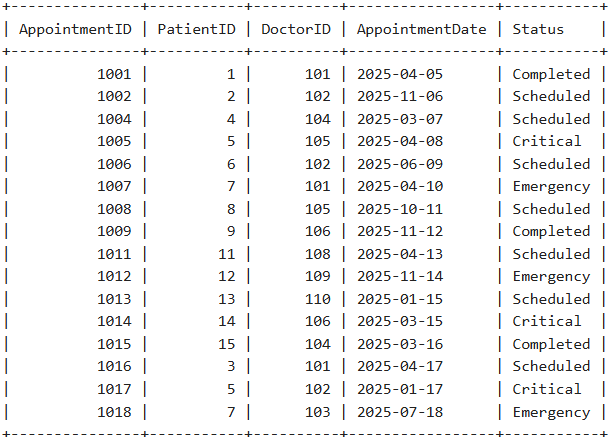 +---------------+-----------+----------+-----------------+-----------+
| AppointmentID | PatientID | DoctorID | AppointmentDate | Status    |
+---------------+-----------+----------+-----------------+-----------+
|          1001 |         1 |      101 | 2025-04-05      | Completed |
|          1002 |         2 |      102 | 2025-11-06      | Scheduled |
|          1004 |         4 |      104 | 2025-03-07      | Scheduled |
|          1005 |         5 |      105 | 2025-04-08      | Critical  |
|          1006 |         6 |      102 | 2025-06-09      | Scheduled |
|          1007 |         7 |      101 | 2025-04-10      | Emergency |
|          1008 |         8 |      105 | 2025-10-11      | Scheduled |
|          1009 |         9 |      106 | 2025-11-12      | Completed |
|          1011 |        11 |      108 | 2025-04-13      | Scheduled |
|          1012 |        12 |      109 | 2025-11-14      | Emergency |
|          1013 |        13 |      110 | 2025-01-15      | Scheduled |
|          1014 |        14 |      106 | 2025-03-15      | Critical  |
|          1015 |        15 |      104 | 2025-03-16      | Completed |
|          1016 |         3 |      101 | 2025-04-17      | Scheduled |
|          1017 |         5 |      102 | 2025-01-17      | Critical  |
|          1018 |         7 |      103 | 2025-07-18      | Emergency |
+---------------+-----------+----------+-----------------+-----------+